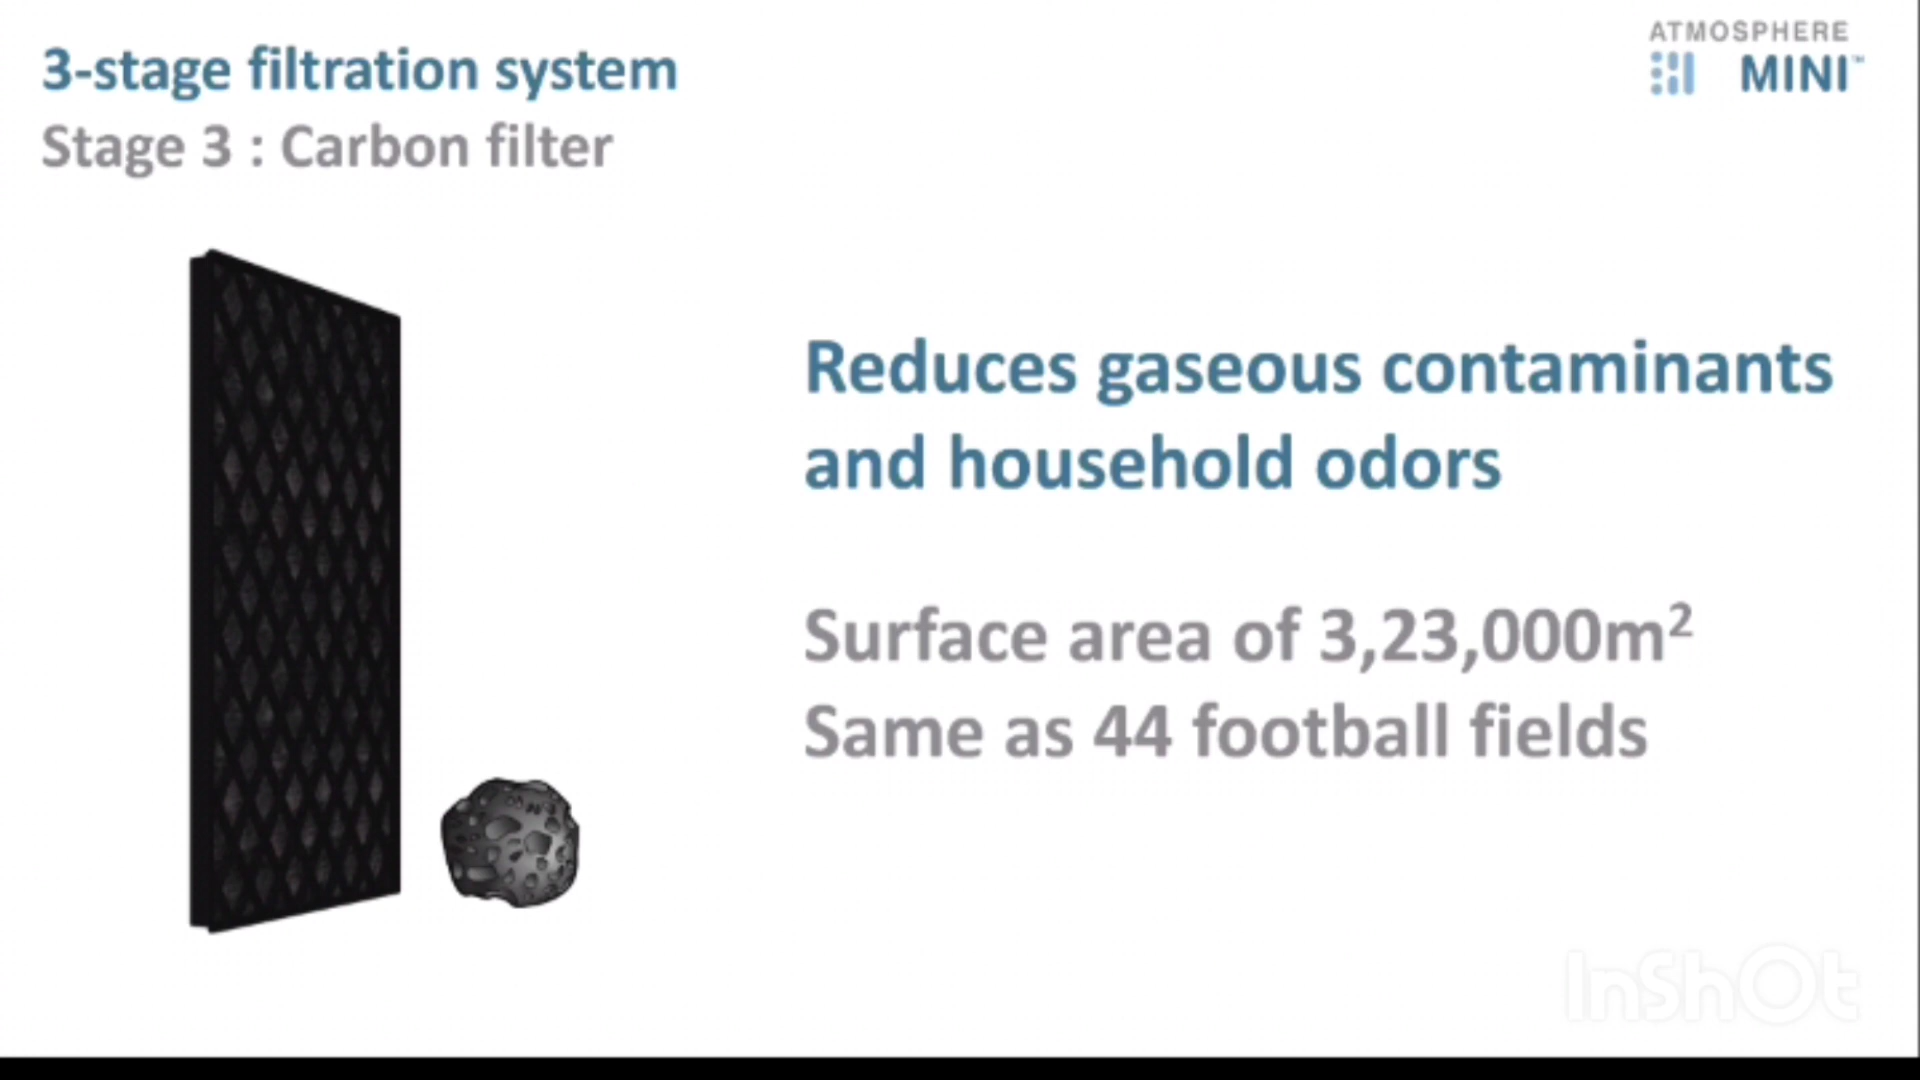 3-stage filtration system
Stage 3 : Carbon filter
ATMOSPHERE
MINI™
Reduces gaseous contaminants
and household odors
Surface area of 3,23,000m²
Same as 44 football fields
InShOt